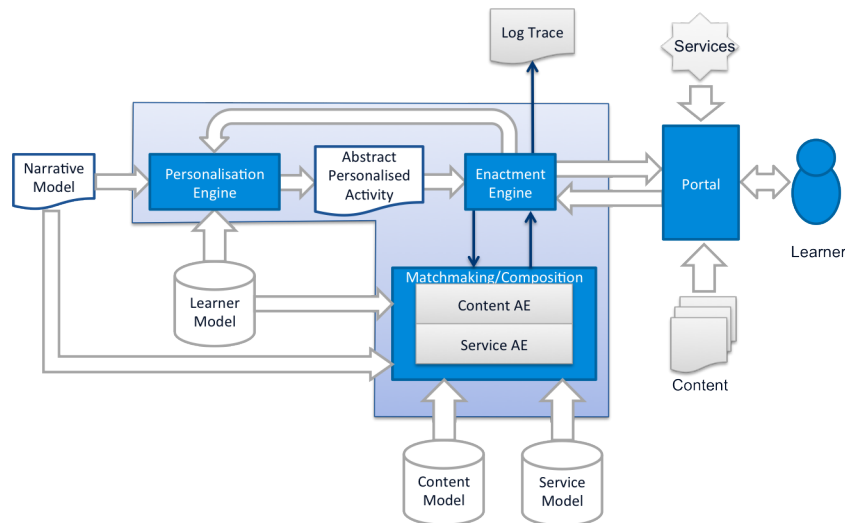 Log Trace
Services
Narrative
Model
Personalisation
Engine
Abstract
Personalised
Activity
Enactment
Engine
Portal
Learner
Matchmaking/Composition
Learner
Model
Content AE
Service AE
Content
Content
Model
Service
Model